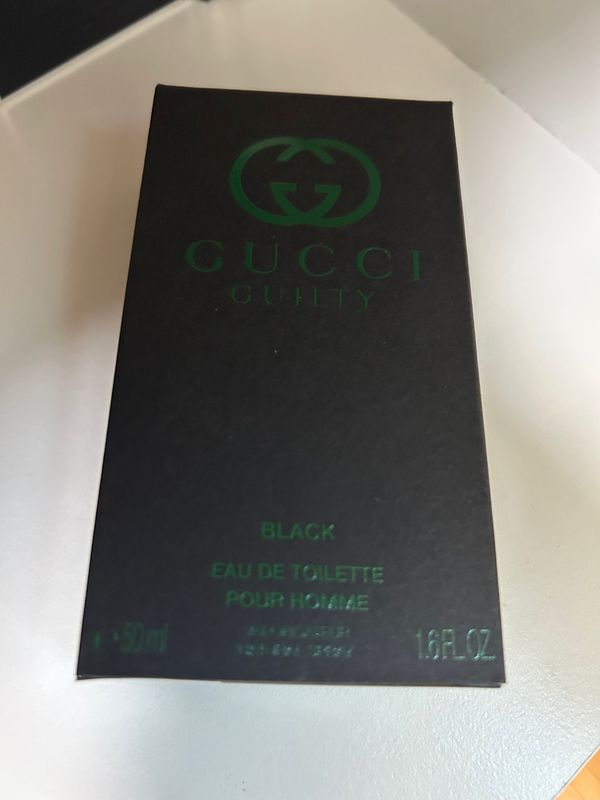 GUCCI
GUILTY
BLACK
EAU DE TOILETTE
POUR HOMME
e 50 ml
1.6 FL. OZ.